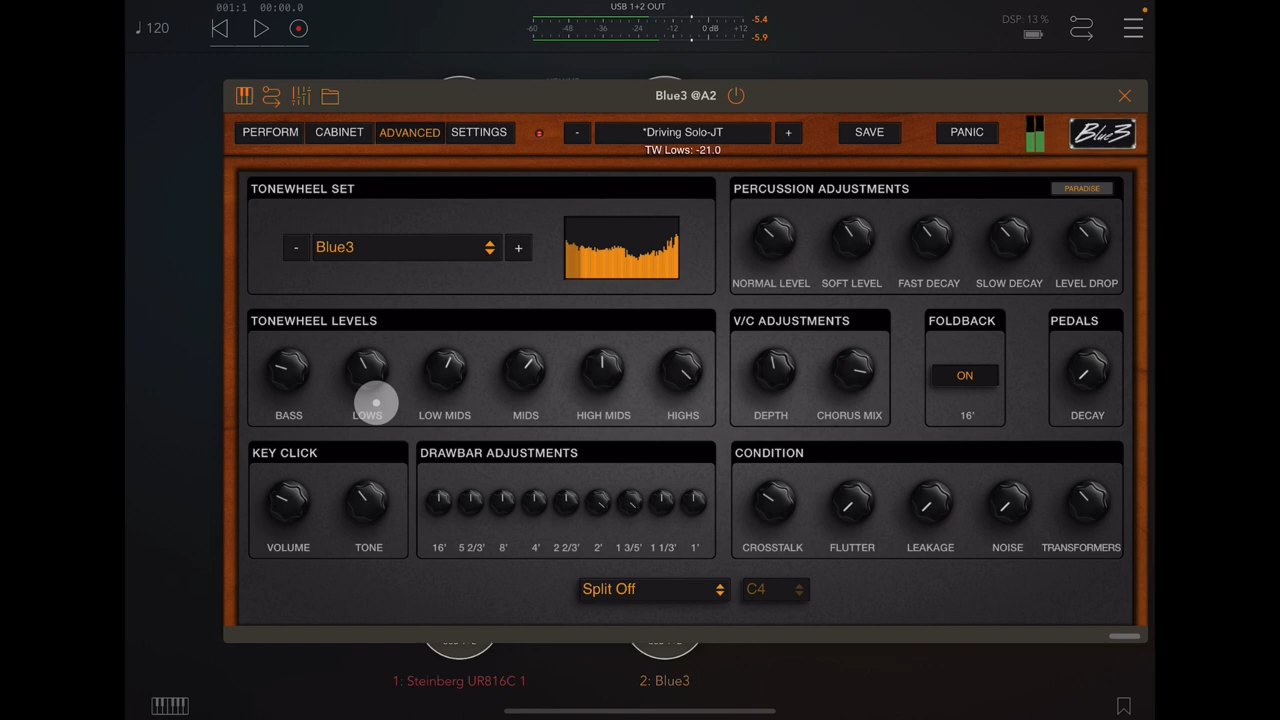 001:1 00:00.0
USB 1+2 OUT
120
-5.4
-60 -48 -36 -24 -12 0 dB +12
-5.9
DSP: 13 %
Blue3 @A2
PERFORM CABINET ADVANCED SETTINGS - *Driving Solo-JT + SAVE PANIC Blue3
TW Lows: -21.0
TONEWHEEL SET
- Blue3 +
PERCUSSION ADJUSTMENTS PARADISE
NORMAL LEVEL SOFT LEVEL FAST DECAY SLOW DECAY LEVEL DROP
TONEWHEEL LEVELS
BASS LOWS LOW MIDS MIDS HIGH MIDS HIGHS
V/C ADJUSTMENTS
DEPTH CHORUS MIX
FOLDBACK
ON
16'
PEDALS
DECAY
KEY CLICK
VOLUME TONE
DRAWBAR ADJUSTMENTS
16' 5 2/3' 8' 4' 2 2/3' 2' 1 3/5' 1 1/3' 1'
CONDITION
CROSSTALK FLUTTER LEAKAGE NOISE TRANSFORMERS
Split Off C4
1: Steinberg UR816C 1 2: Blue3